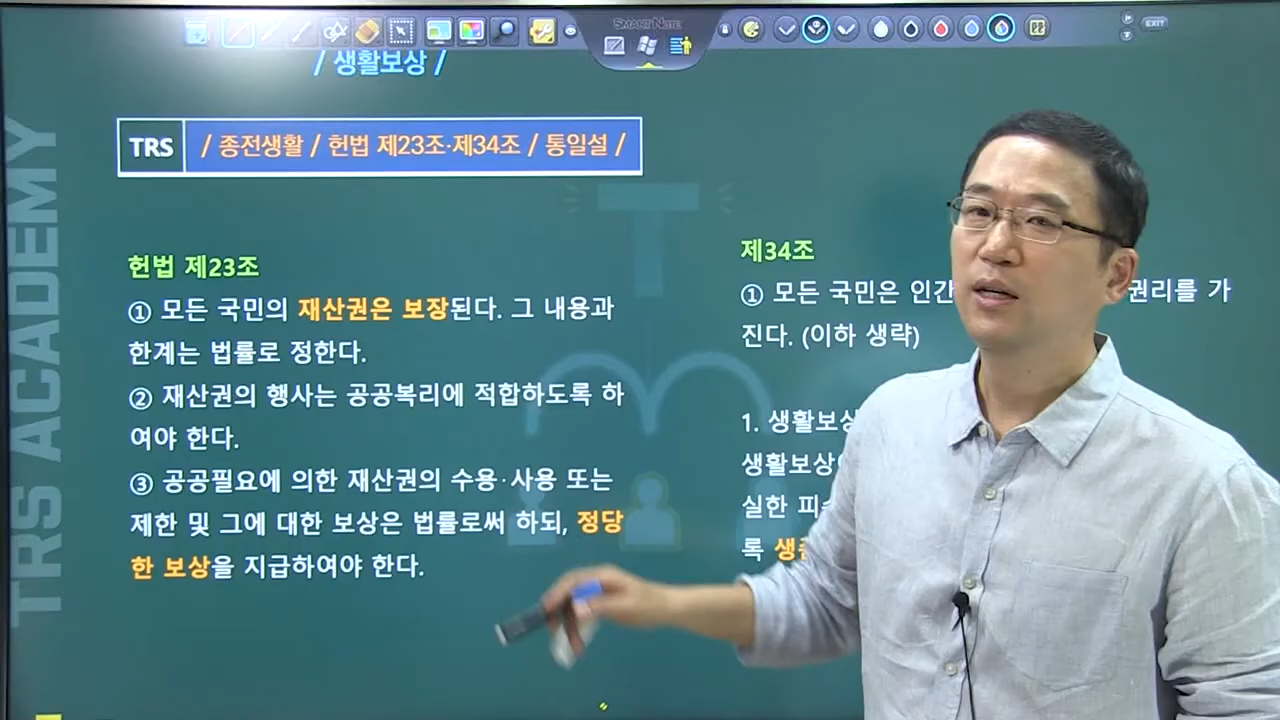 SMART NOTE
EXIT
/ 생활보상 /
TRS / 종전생활 / 헌법 제23조·제34조 / 통일설 /
TRS ACADEMY
헌법 제23조
① 모든 국민의 재산권은 보장된다. 그 내용과
한계는 법률로 정한다.
② 재산권의 행사는 공공복리에 적합하도록 하
여야 한다.
③ 공공필요에 의한 재산권의 수용·사용 또는
제한 및 그에 대한 보상은 법률로써 하되, 정당
한 보상을 지급하여야 한다.
제34조
① 모든 국민은 인간 권리를 가
진다. (이하 생략)
1. 생활보상
생활보상
실한
록